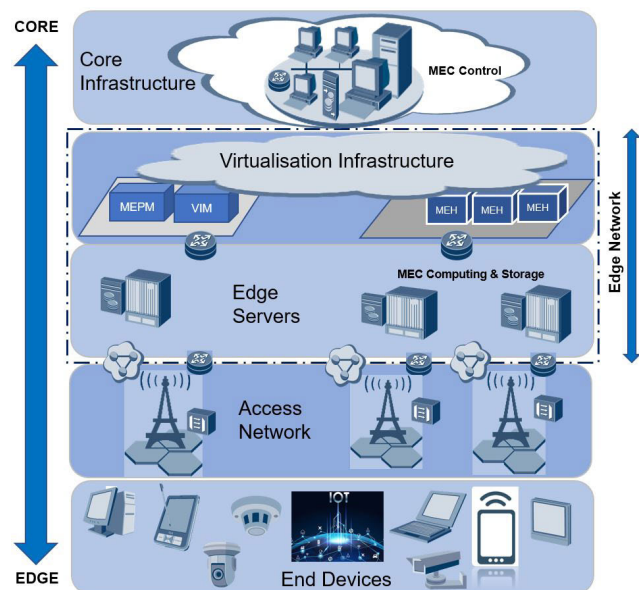 CORE
Core
Infrastructure
MEC Control
Virtualisation Infrastructure
MEPM
VIM
MEH
MEH
MEH
Edge Network
MEC Computing & Storage
Edge
Servers
Access
Network
IOT
End Devices
EDGE